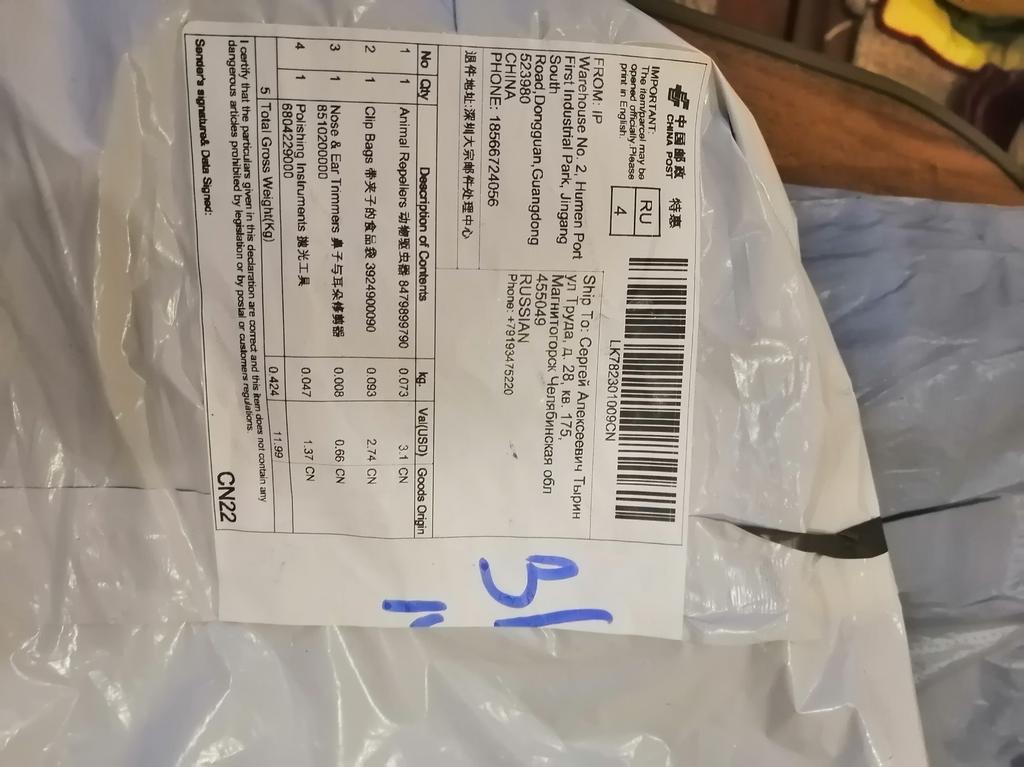 中国邮政
CHINA POST
特惠
IMPORTANT:
The item/parcel may be
opened officially.Please
print in English.
RU
4
LK782301009CN
FROM: IP
Warehouse No. 2, Humen Port
First Industrial Park, Jingang
South
Road,Dongguan,Guangdong
523980
CHINA
PHONE: 18566724056
退件地址:深圳大宗邮件处理中心
Ship To: Сергей Алексеевич Тырин
ул Труда, д. 28, кв. 175,
Магнитогорск Челябинская обл
455049
RUSSIAN
Phone: +79193475220
No Qty Description of Contents kg. Val(USD) Goods Origin
1 1 Animal Repellers 动物驱虫器 8479899790 0.073 3.1 CN
2 1 Clip Bags 带夹子的食品袋 3924900090 0.093 2.74 CN
3 1 Nose & Ear Trimmers 鼻子与耳朵修剪器
8510200000 0.008 0.66 CN
4 1 Polishing Instruments 抛光工具
6804229000 0.047 1.37 CN
5 Total Gross Weight(Kg) 0.424 11.99
I certify that the particulars given in this declaration are correct and this item does not contain any
dangerous articles prohibited by legislation or by postal or customers regulations.
Sender's signature& Data Signed:
CN22